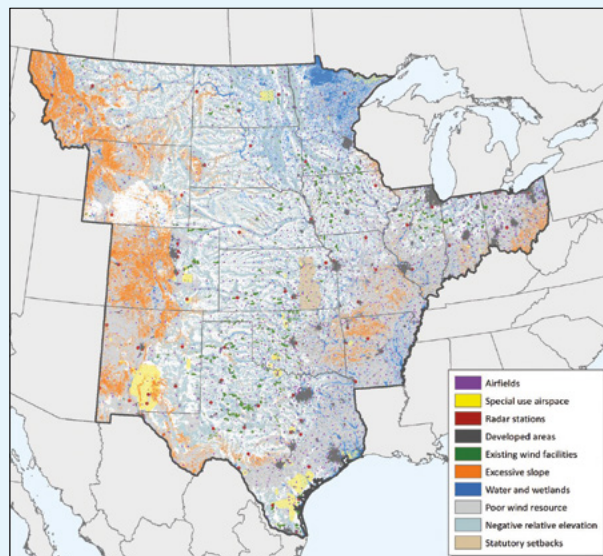 Airfields
Special use airspace
Radar stations
Developed areas
Existing wind facilities
Excessive slope
Water and wetlands
Poor wind resource
Negative relative elevation
Statutory setbacks